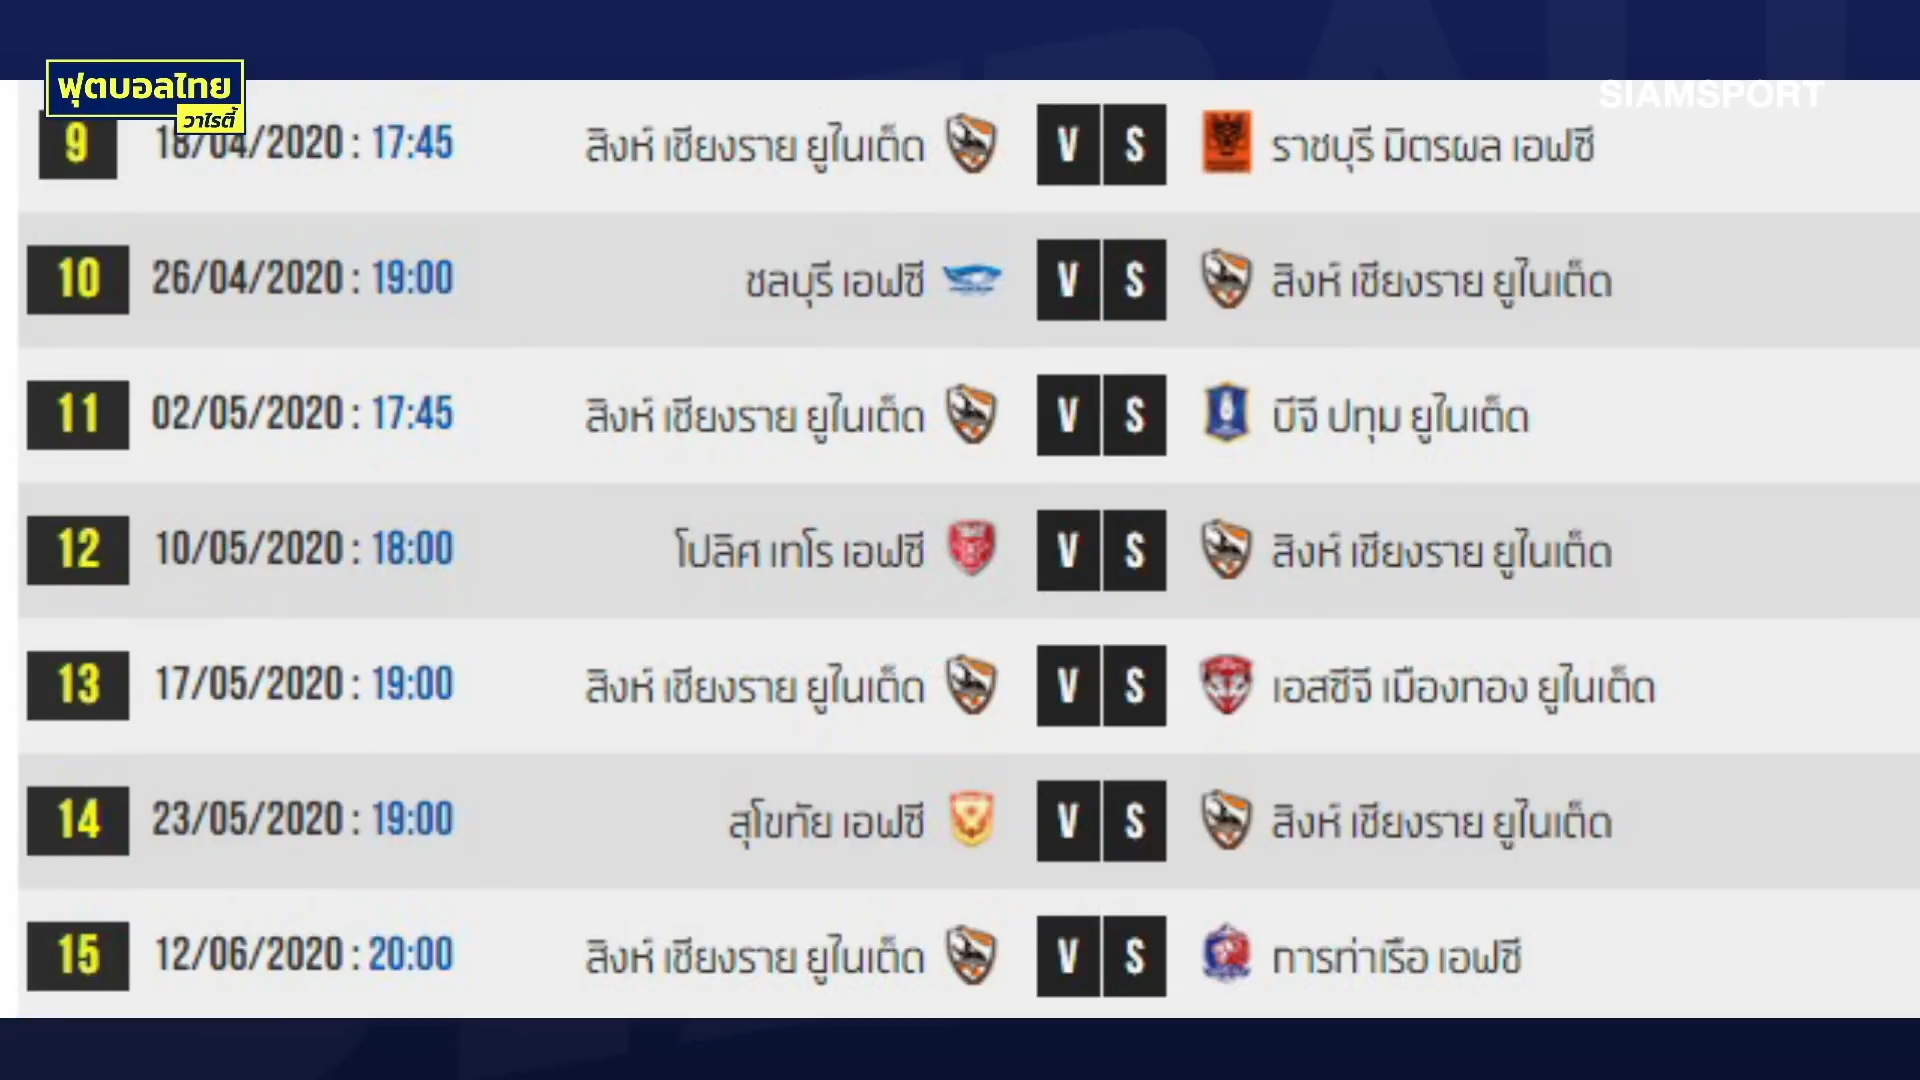 ฟุตบอลไทย
วาไรตี้
SIAMSPORT
9 18/04/2020 : 17:45 สิงห์ เชียงราย ยูไนเต็ด V S ราชบุรี มิตรผล เอฟซี
10 26/04/2020 : 19:00 ชลบุรี เอฟซี V S สิงห์ เชียงราย ยูไนเต็ด
11 02/05/2020 : 17:45 สิงห์ เชียงราย ยูไนเต็ด V S บีจี ปทุม ยูไนเต็ด
12 10/05/2020 : 18:00 โปลิศ เทโร เอฟซี V S สิงห์ เชียงราย ยูไนเต็ด
13 17/05/2020 : 19:00 สิงห์ เชียงราย ยูไนเต็ด V S เอสซีจี เมืองทอง ยูไนเต็ด
14 23/05/2020 : 19:00 สุโขทัย เอฟซี V S สิงห์ เชียงราย ยูไนเต็ด
15 12/06/2020 : 20:00 สิงห์ เชียงราย ยูไนเต็ด V S การท่าเรือ เอฟซี